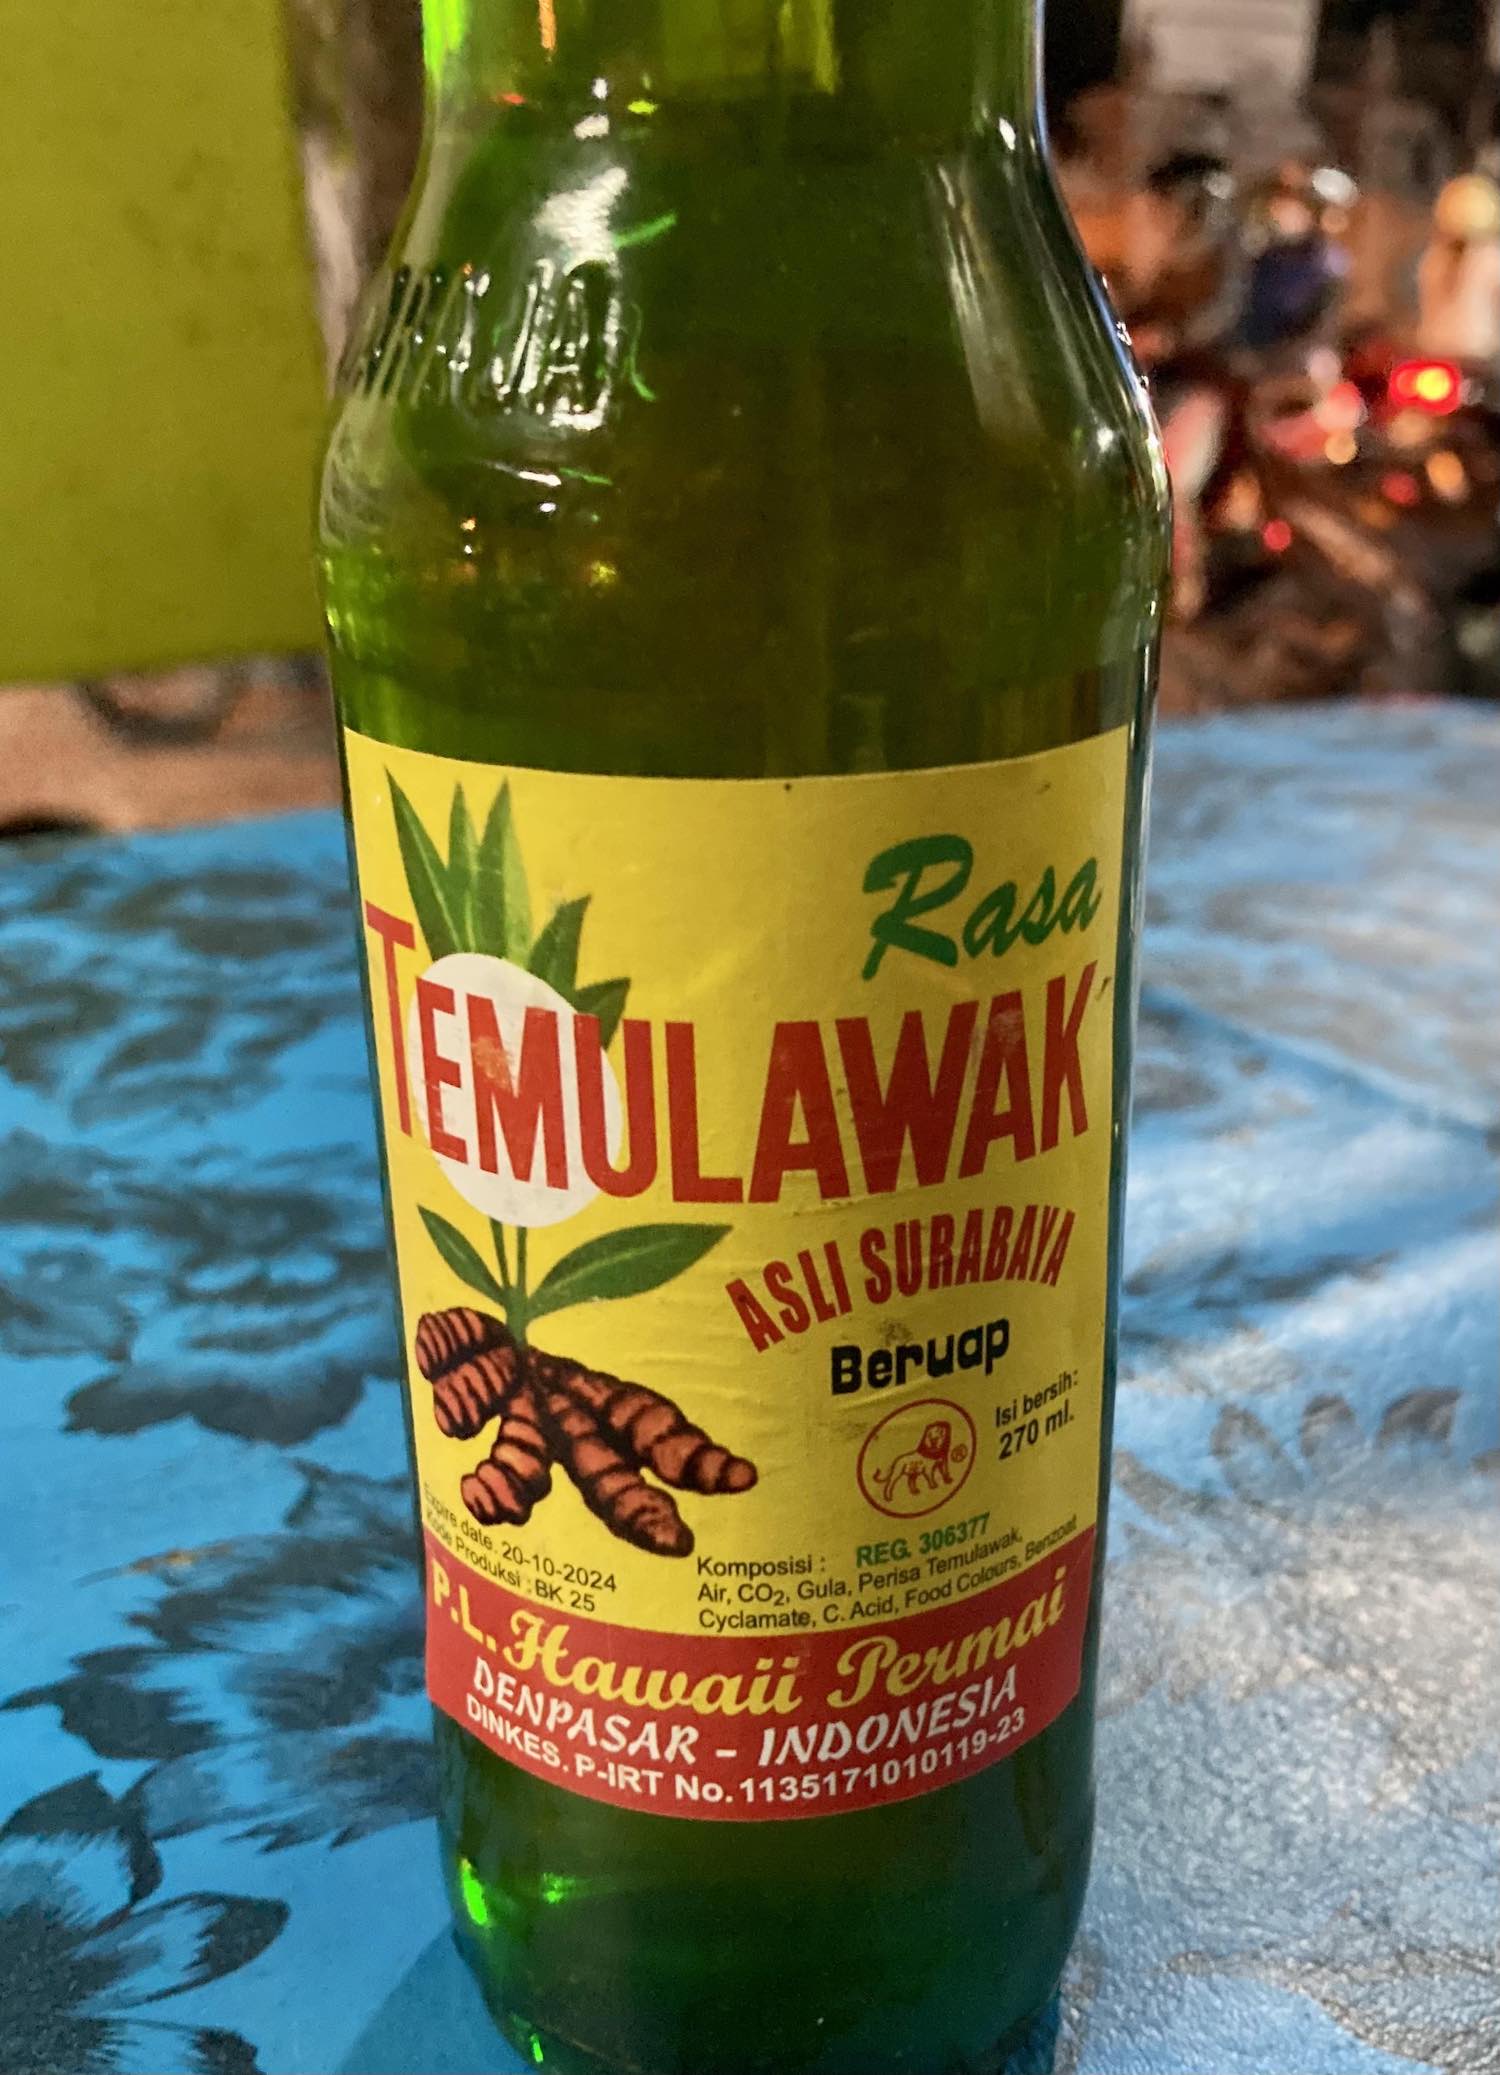 Rasa
TEMULAWAK
ASLI SURABAYA
Beruap
Isi bersih:
270 ml.
®
REG. 306377
Expire date. 20-10-2024
Kode Produksi : BK 25
Komposisi :
Air, CO2, Gula, Perisa Temulawak,
Cyclamate, C. Acid, Food Colours, Benzoat
P.L. Hawaii Permai
DENPASAR - INDONESIA
DINKES. P-IRT No. 1135171010119-23